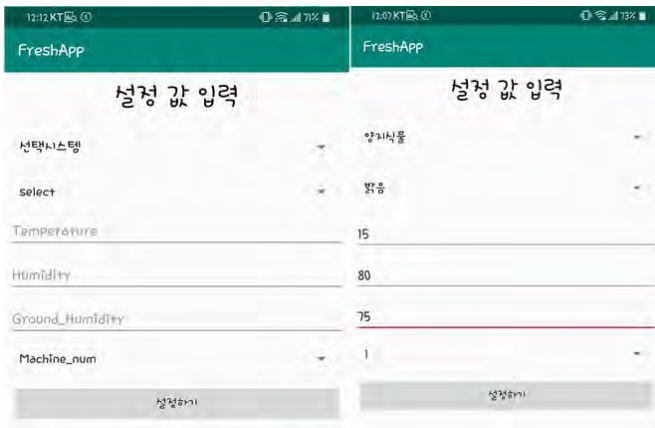 12:12 KT
71%
FreshApp
설정 값 입력
선택시스템
select
Temperature
Humidity
Ground_Humidity
Machine_num
설정하기
12:07 KT
73%
FreshApp
설정 값 입력
양지식물
밝음
15
80
75
1
설정하기